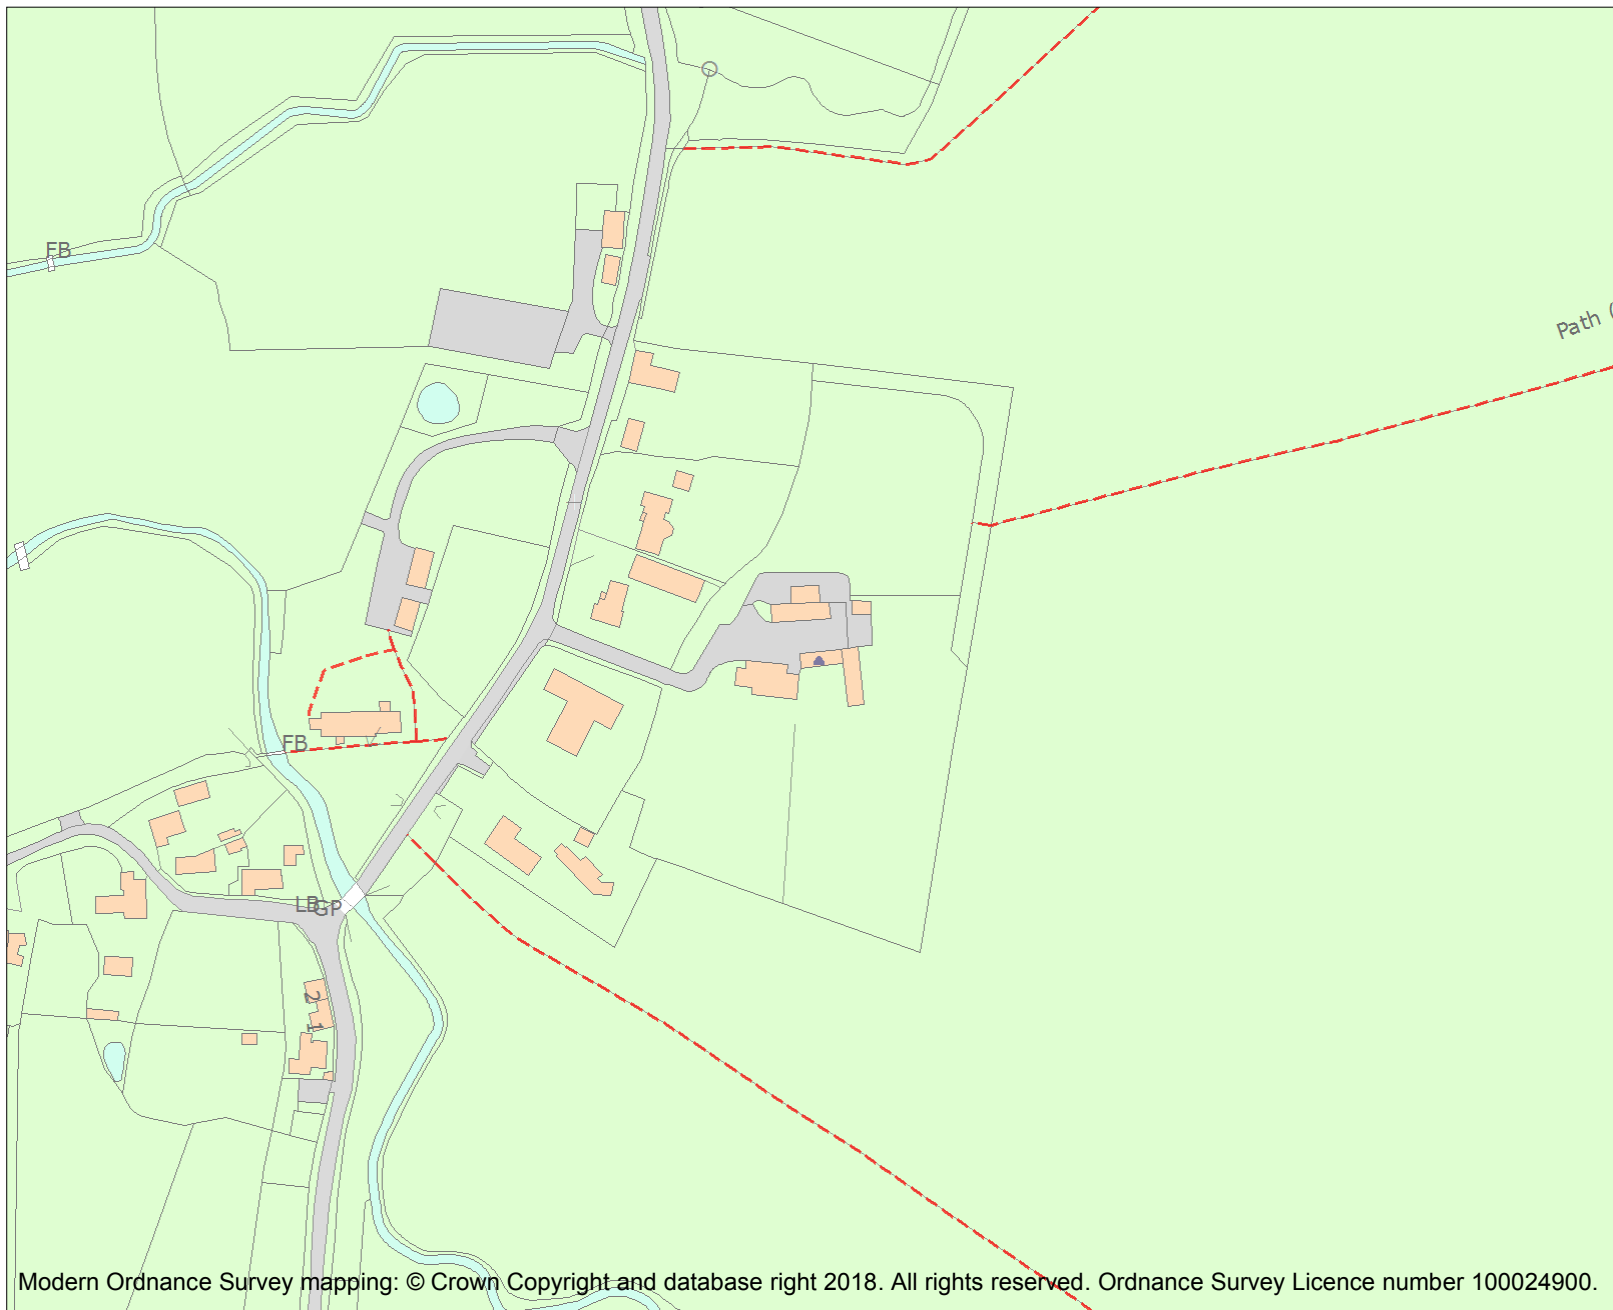 FB
Path (
FB
LB
GP
2
1
Modern Ordnance Survey mapping: © Crown Copyright and database right 2018. All rights reserved. Ordnance Survey Licence number 100024900.